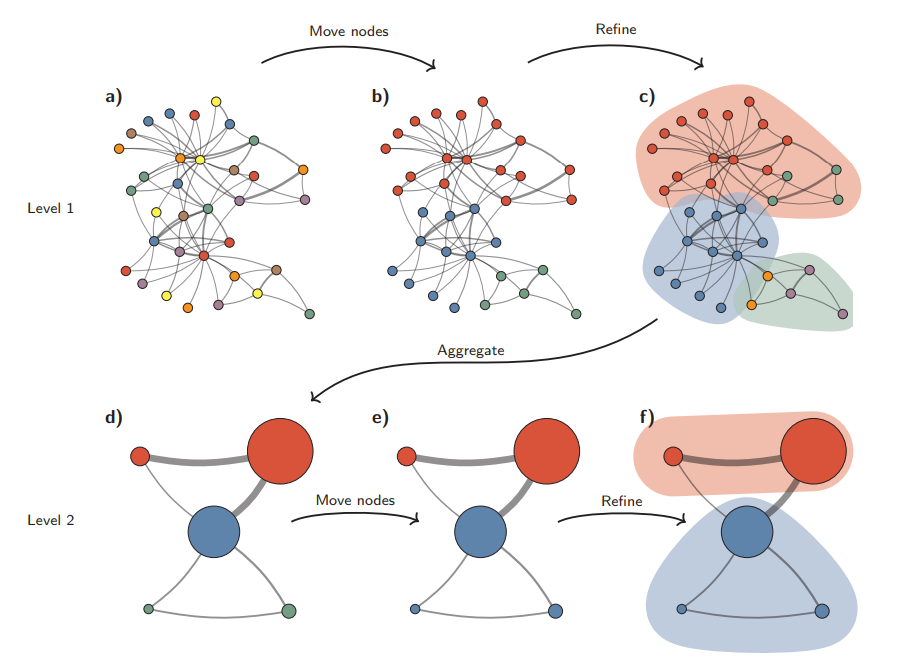 Move nodes
Refine
a)
b)
c)
Level 1
Aggregate
d)
e)
f)
Move nodes
Refine
Level 2